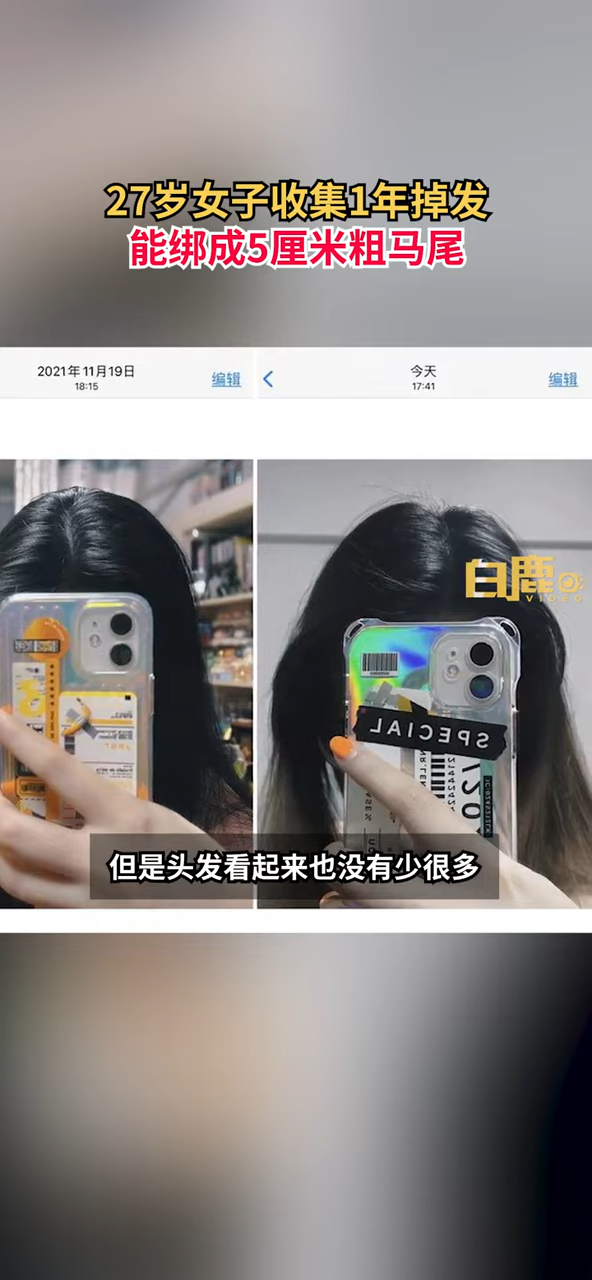 27岁女子收集1年掉发
能绑成5厘米粗马尾
2021年11月19日
18:15
编辑
今天
17:41
编辑
白鹿
VIDEO
SPECIAL
但是头发看起来也没有少很多